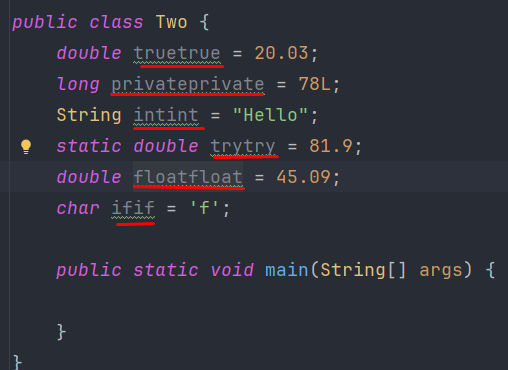 public class Two {
double truetrue = 20.03;
long privateprivate = 78L;
String intint = "Hello";
static double trytry = 81.9;
double floatfloat = 45.09;
char ifif = 'f';
public static void main(String[] args) {
}
}